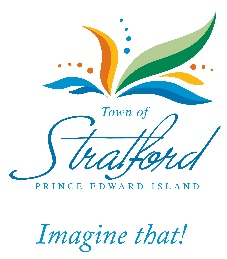 Town of
Stratford
PRINCE EDWARD ISLAND
Imagine that!